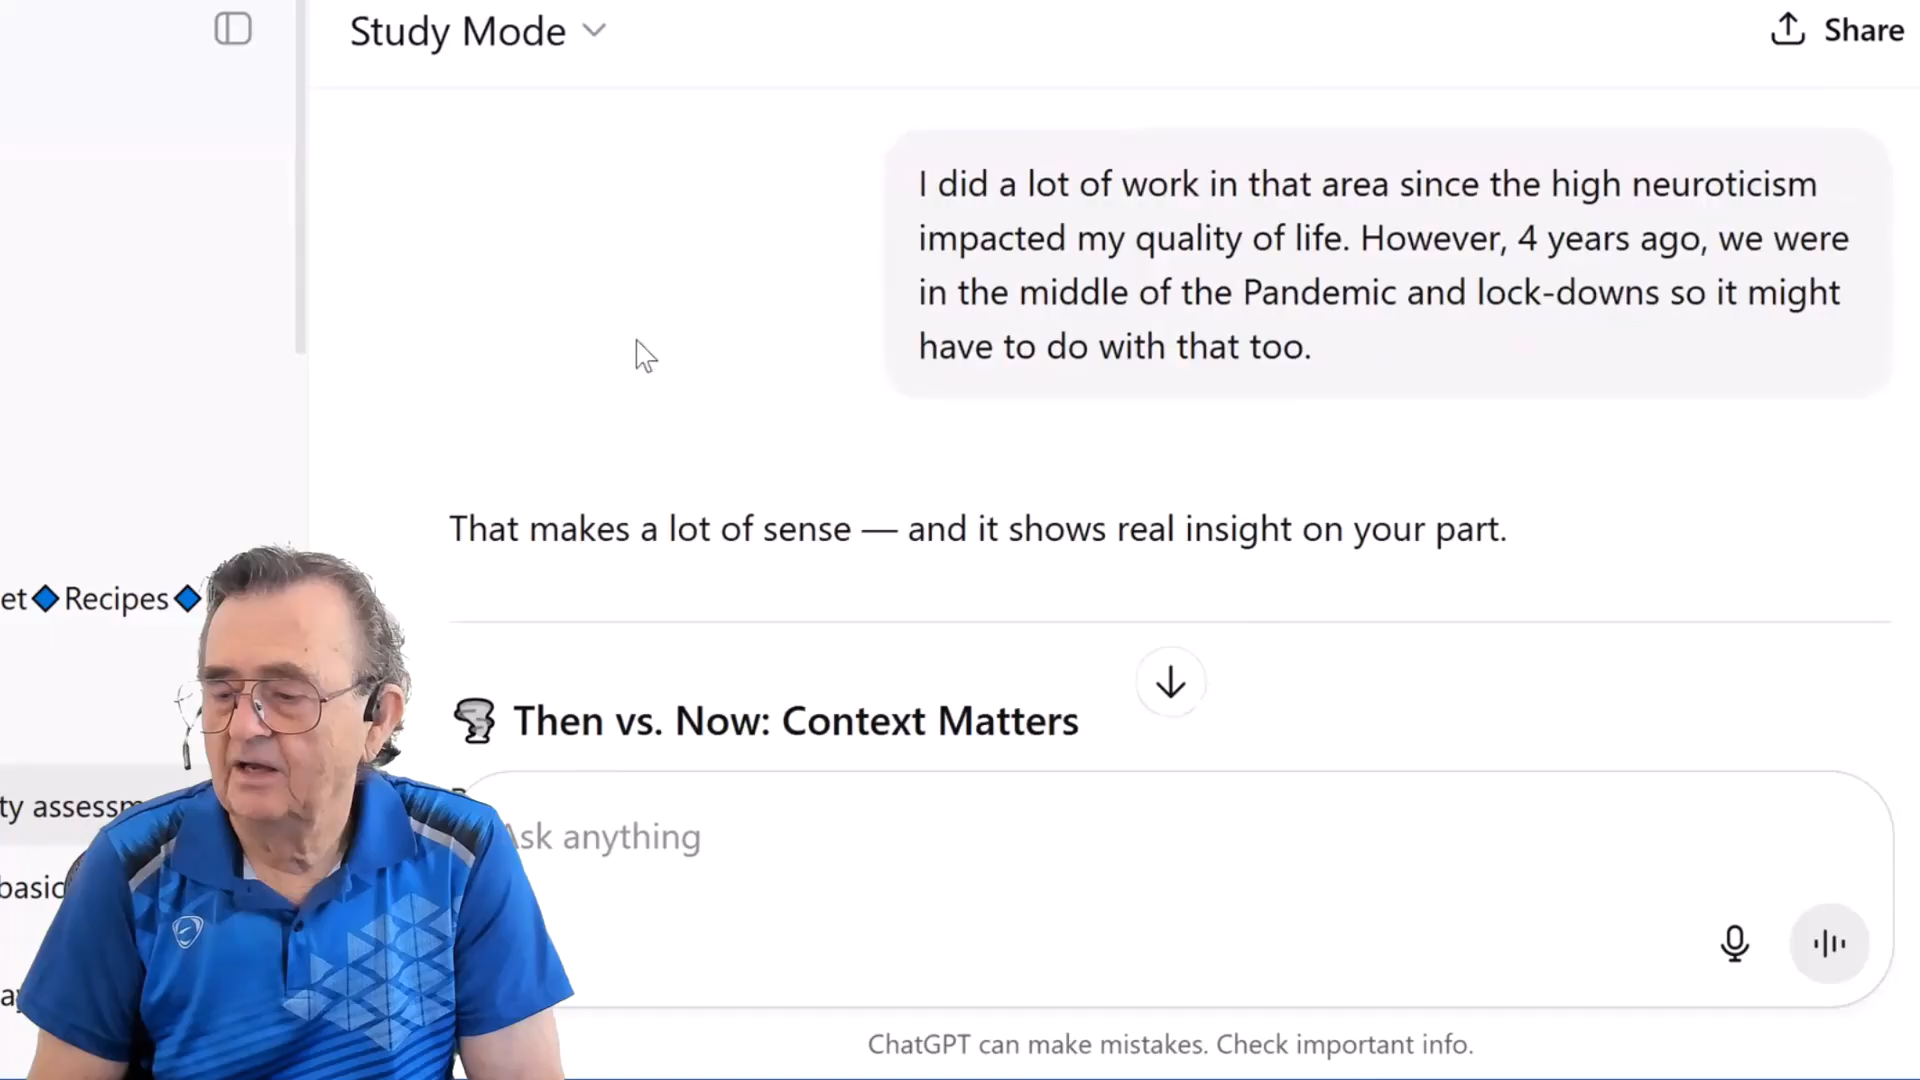 Study Mode
Share
I did a lot of work in that area since the high neuroticism
impacted my quality of life. However, 4 years ago, we were
in the middle of the Pandemic and lock-downs so it might
have to do with that too.
That makes a lot of sense — and it shows real insight on your part.
et🔷Recipes🔷
Then vs. Now: Context Matters
ty assessm
Ask anything
basic
ChatGPT can make mistakes. Check important info.